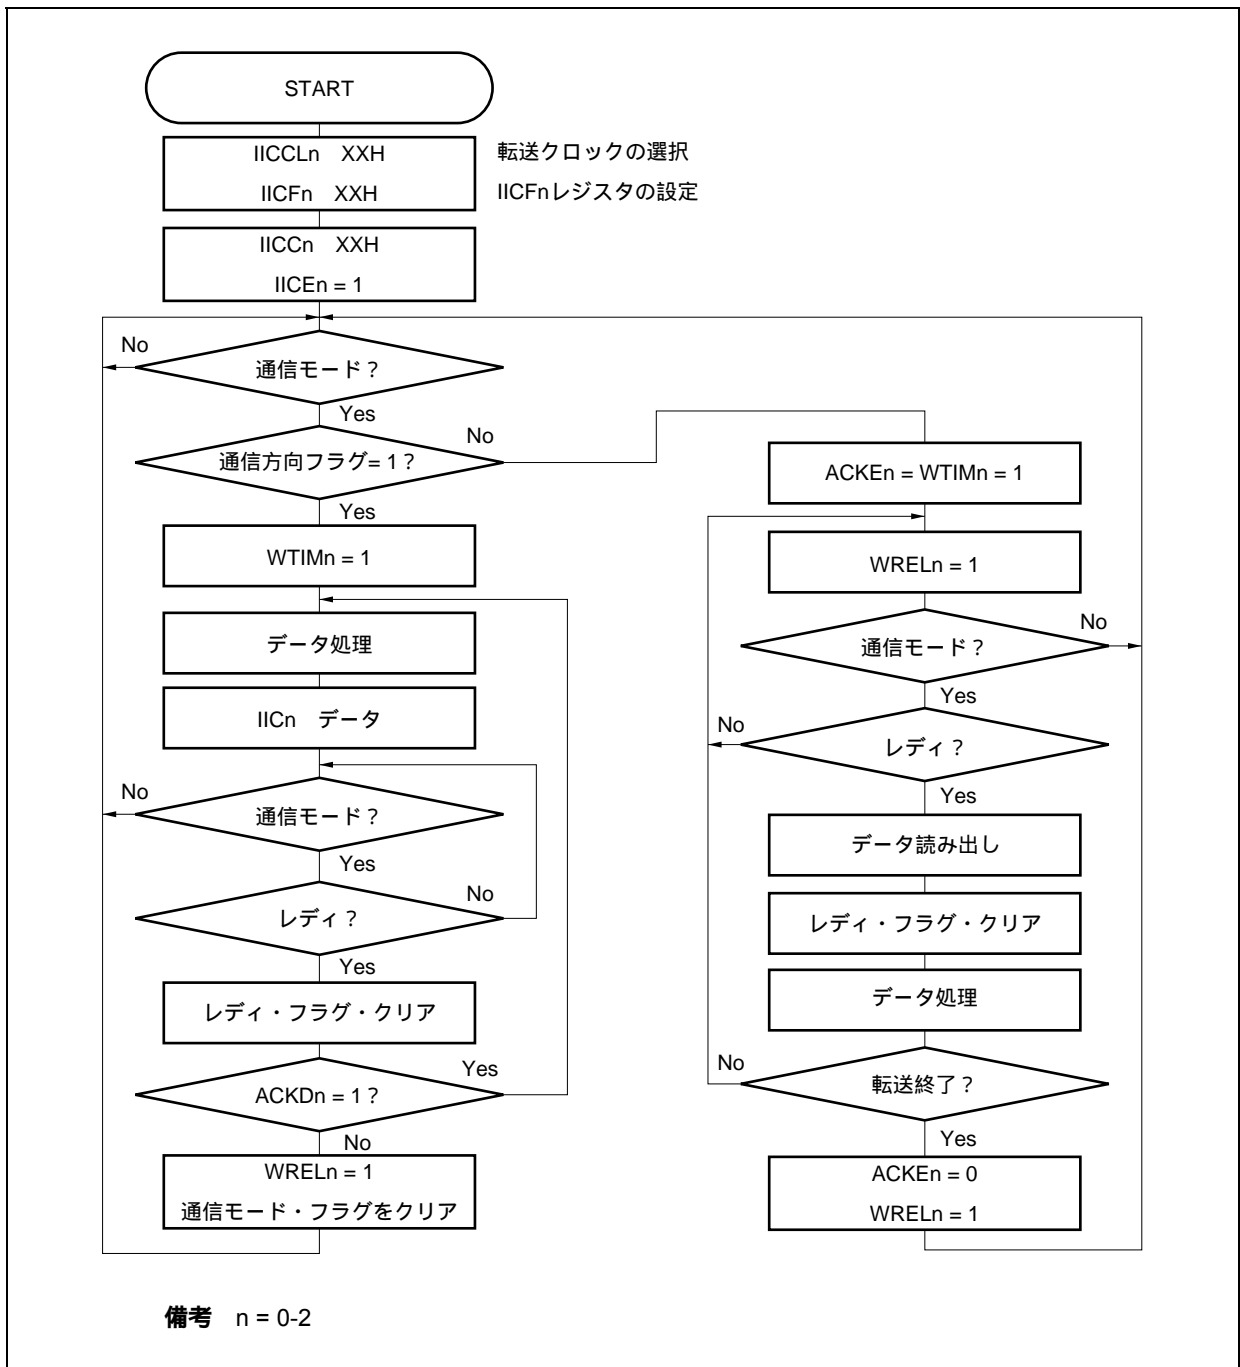 START
IICCLn XXH
IICFn XXH
転送クロックの選択
IICFnレジスタの設定
IICCn XXH
IICEn = 1
No
通信モード？
Yes
通信方向フラグ= 1？
No
Yes
WTIMn = 1
データ処理
IICn データ
No
通信モード？
Yes
レディ？
No
Yes
レディ・フラグ・クリア
ACKDn = 1？
Yes
No
WRELn = 1
通信モード・フラグをクリア
ACKEn = WTIMn = 1
WRELn = 1
通信モード？
No
Yes
No
レディ？
Yes
データ読み出し
レディ・フラグ・クリア
データ処理
No
転送終了？
Yes
ACKEn = 0
WRELn = 1
備考 n = 0-2